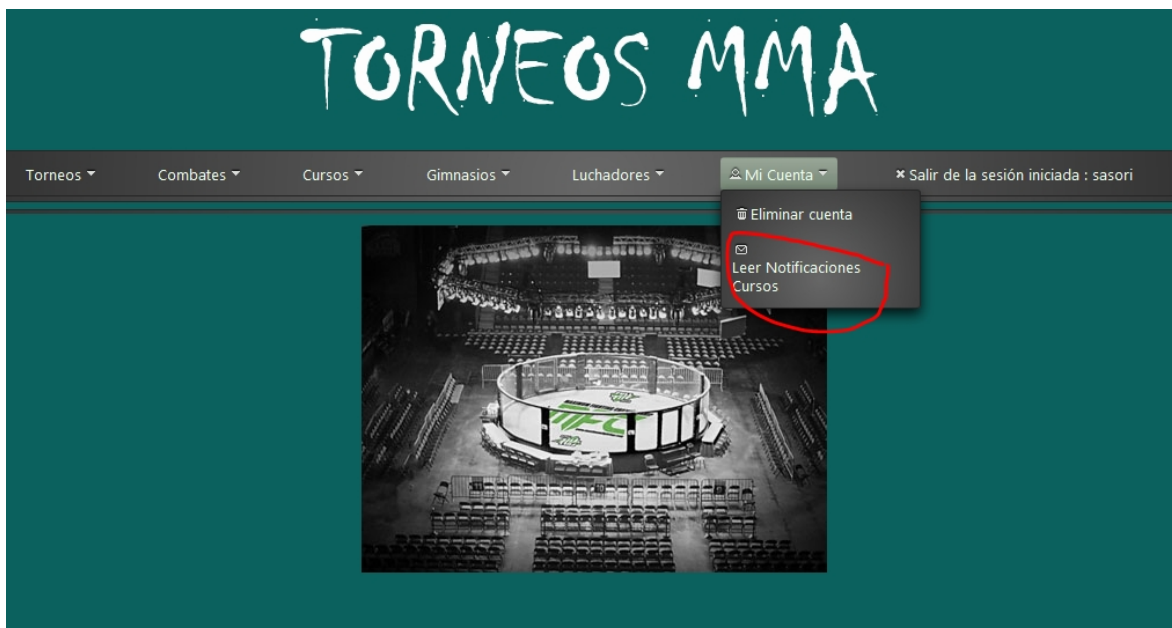 TORNEOS MMA
Torneos
Combates
Cursos
Gimnasios
Luchadores
Mi Cuenta
Salir de la sesión iniciada : sasori
Eliminar cuenta
Leer Notificaciones
Cursos
MFC